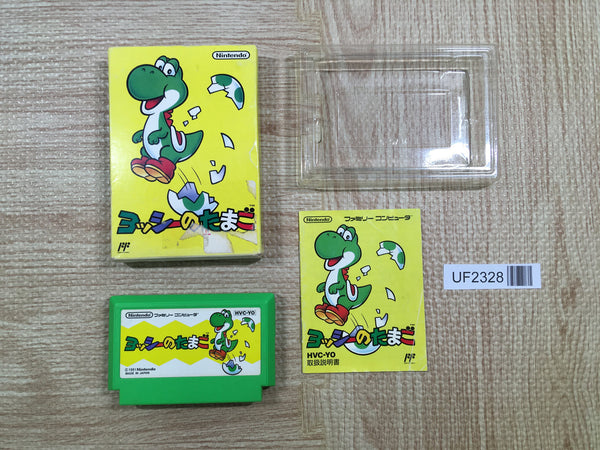 Nintendo
ヨッシーのたまご
Nintendo
ファミリー コンピュータ
ヨッシーのたまご
HVC-YO
取扱説明書
UF2328
Nintendo
ファミリー コンピュータ
HVC-YO
ヨッシーのたまご
© 1991 Nintendo
MADE IN JAPAN